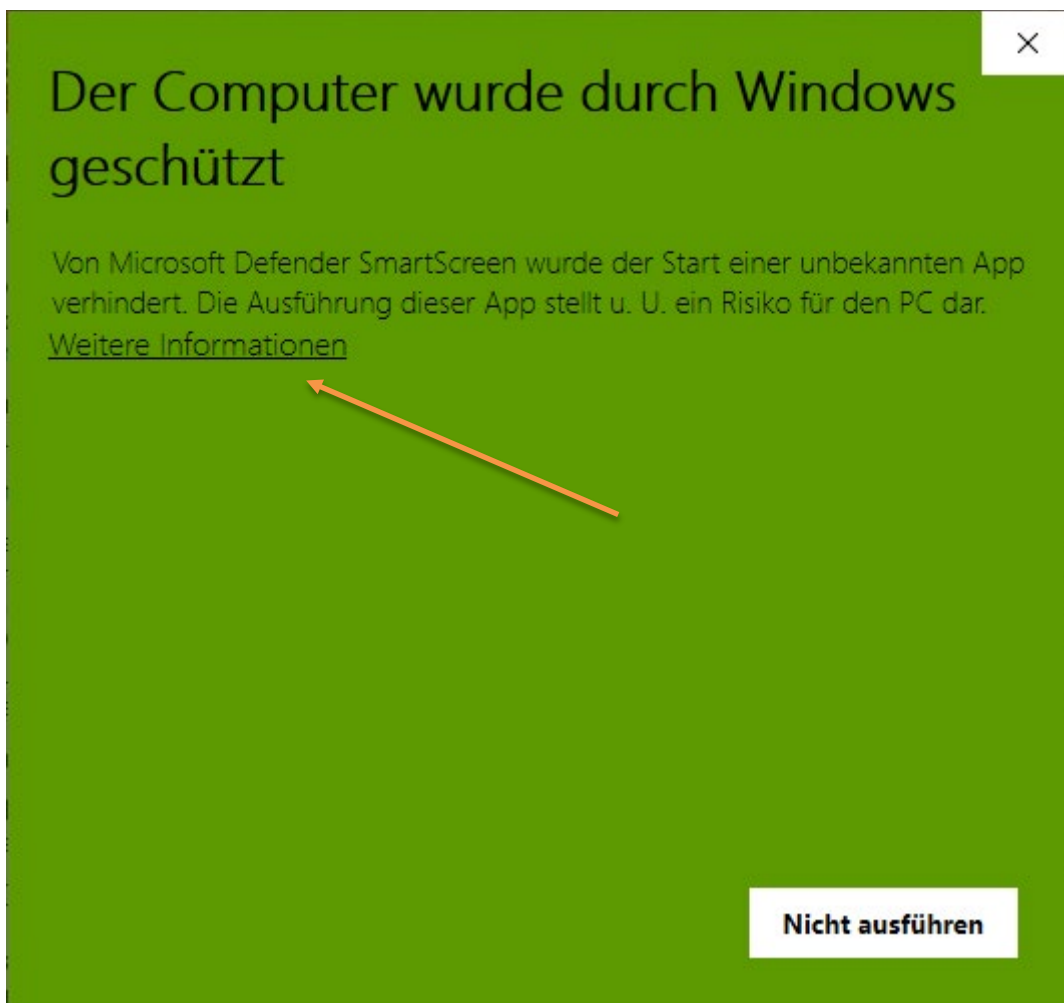 Der Computer wurde durch Windows
geschützt
Von Microsoft Defender SmartScreen wurde der Start einer unbekannten App
verhindert. Die Ausführung dieser App stellt u. U. ein Risiko für den PC dar.
Weitere Informationen
Nicht ausführen